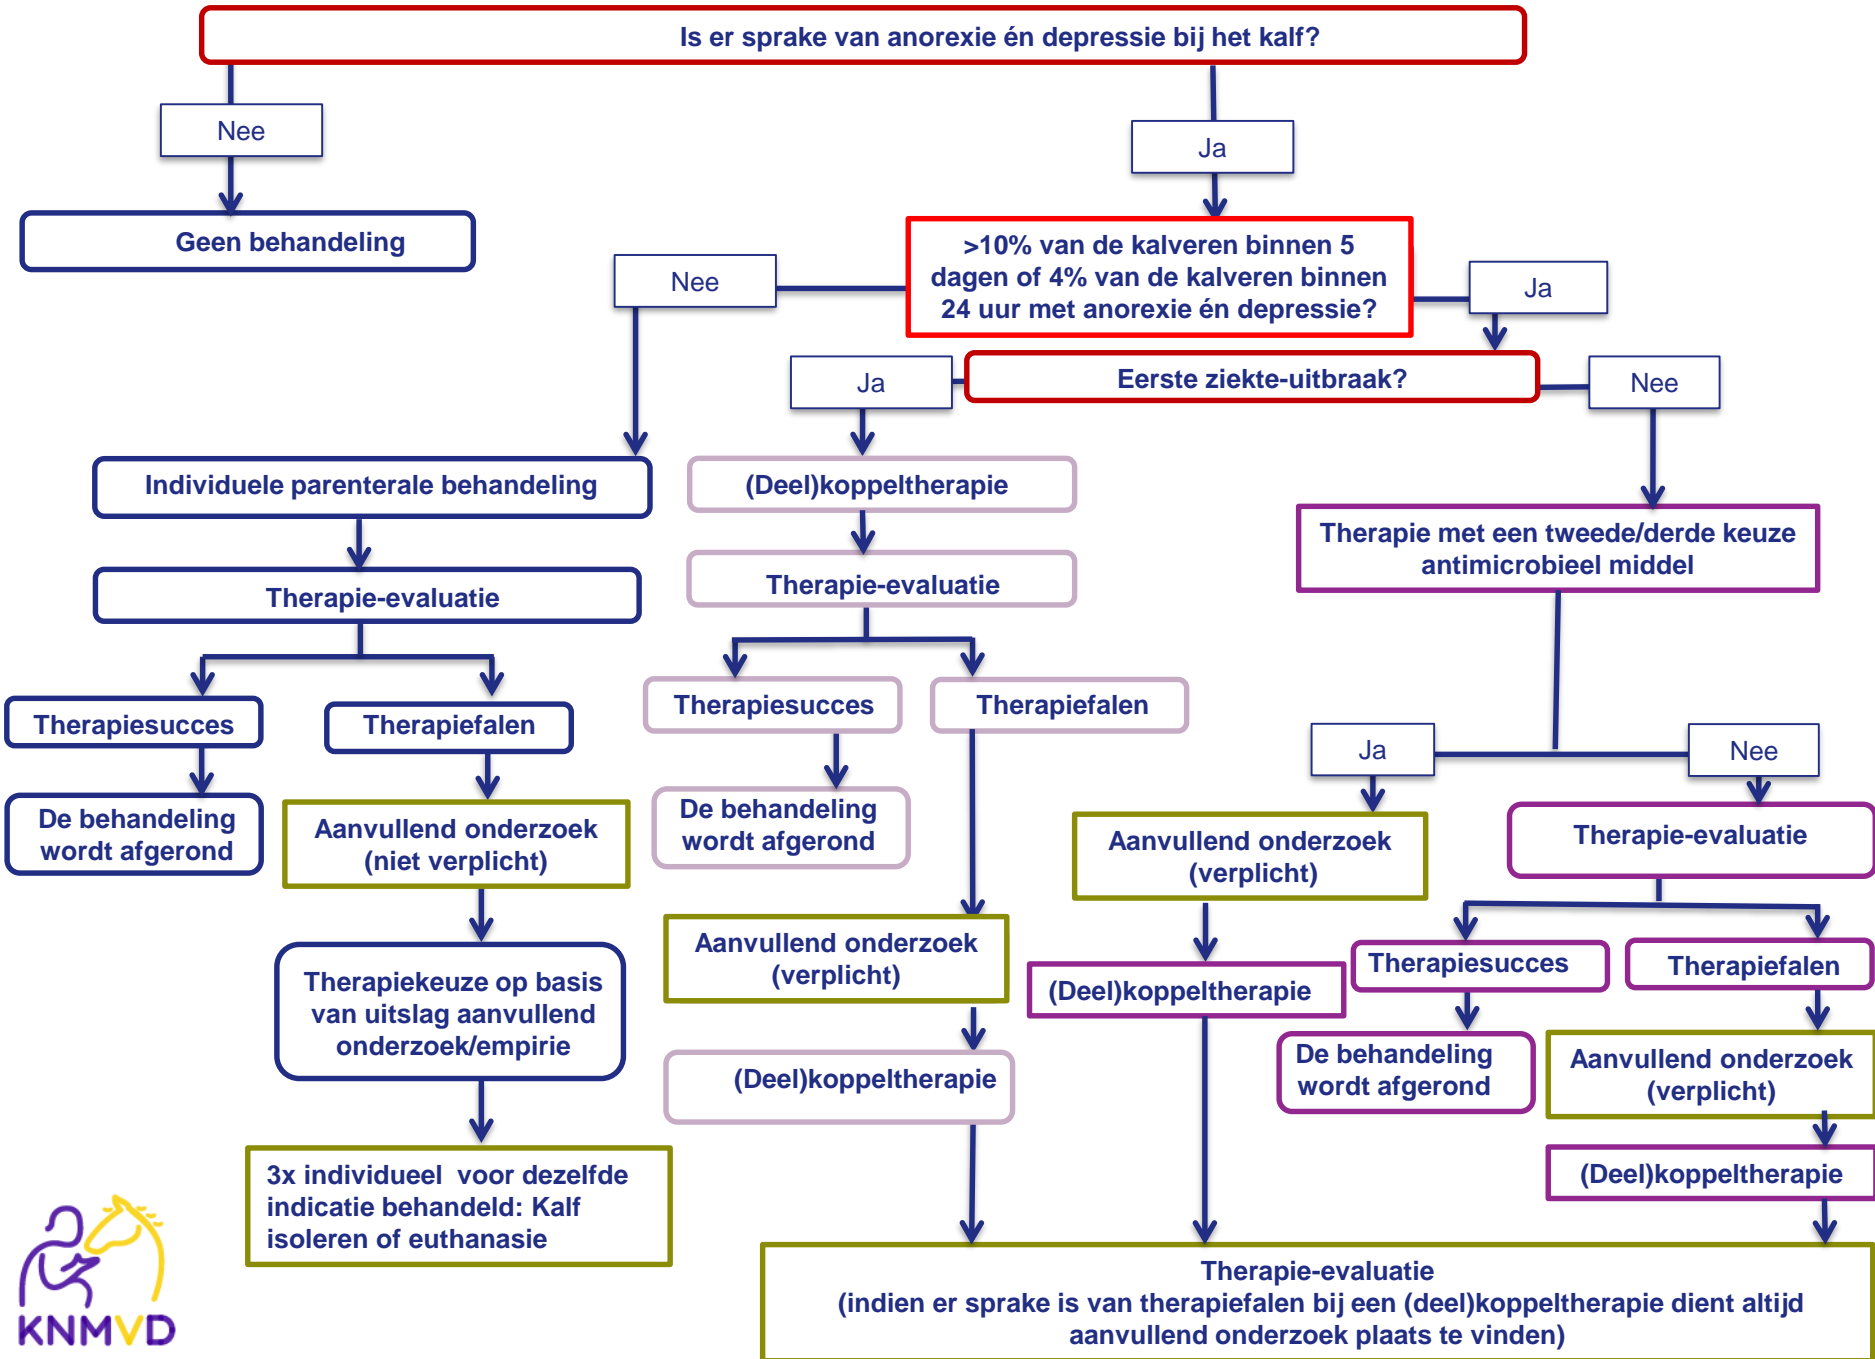 Is er sprake van anorexie én depressie bij het kalf?
Nee
Ja
Geen behandeling
>10% van de kalveren binnen 5
dagen of 4% van de kalveren binnen
24 uur met anorexie én depressie?
Nee
Ja
Eerste ziekte-uitbraak?
Ja
Nee
Individuele parenterale behandeling
(Deel)koppeltherapie
Therapie met een tweede/derde keuze
antimicrobieel middel
Therapie-evaluatie
Therapie-evaluatie
Therapiesucces
Therapiefalen
Therapiesucces
Therapiefalen
Ja
Nee
De behandeling
wordt afgerond
Aanvullend onderzoek
(niet verplicht)
De behandeling
wordt afgerond
Aanvullend onderzoek
(verplicht)
Therapie-evaluatie
Aanvullend onderzoek
(verplicht)
Therapiekeuze op basis
van uitslag aanvullend
onderzoek/empirie
(Deel)koppeltherapie
Therapiesucces
Therapiefalen
(Deel)koppeltherapie
De behandeling
wordt afgerond
Aanvullend onderzoek
(verplicht)
3x individueel  voor dezelfde
indicatie behandeld: Kalf
isoleren of euthanasie
(Deel)koppeltherapie
Therapie-evaluatie
(indien er sprake is van therapiefalen bij een (deel)koppeltherapie dient altijd
aanvullend onderzoek plaats te vinden)
KNMVD